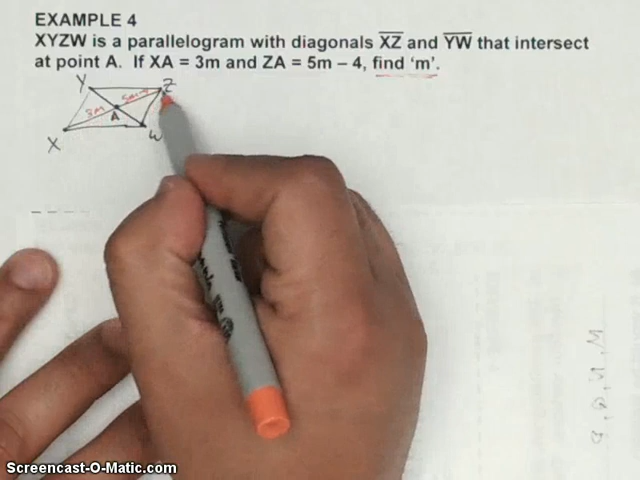 EXAMPLE 4
XYZW is a parallelogram with diagonals XZ and YW that intersect
at point A. If XA = 3m and ZA = 5m – 4, find ‘m’.
Y
Z
3m
A
W
X
Screencast-O-Matic.com